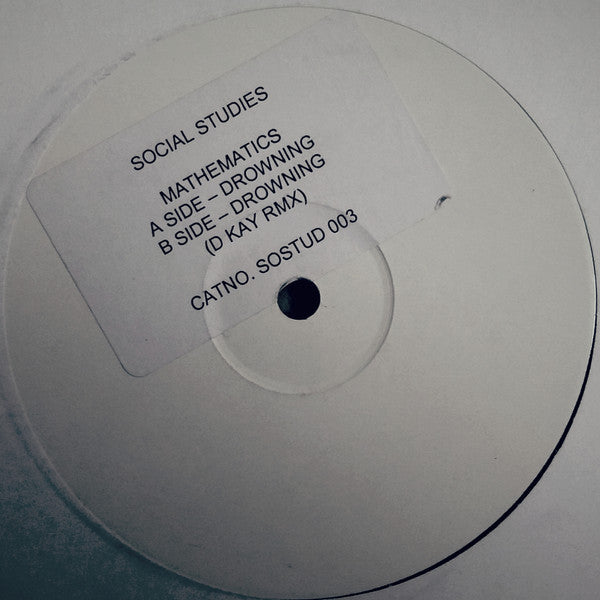 SOCIAL STUDIES
MATHEMATICS
A SIDE – DROWNING
B SIDE – DROWNING
(D KAY RMX)
CATNO. SOSTUD 003